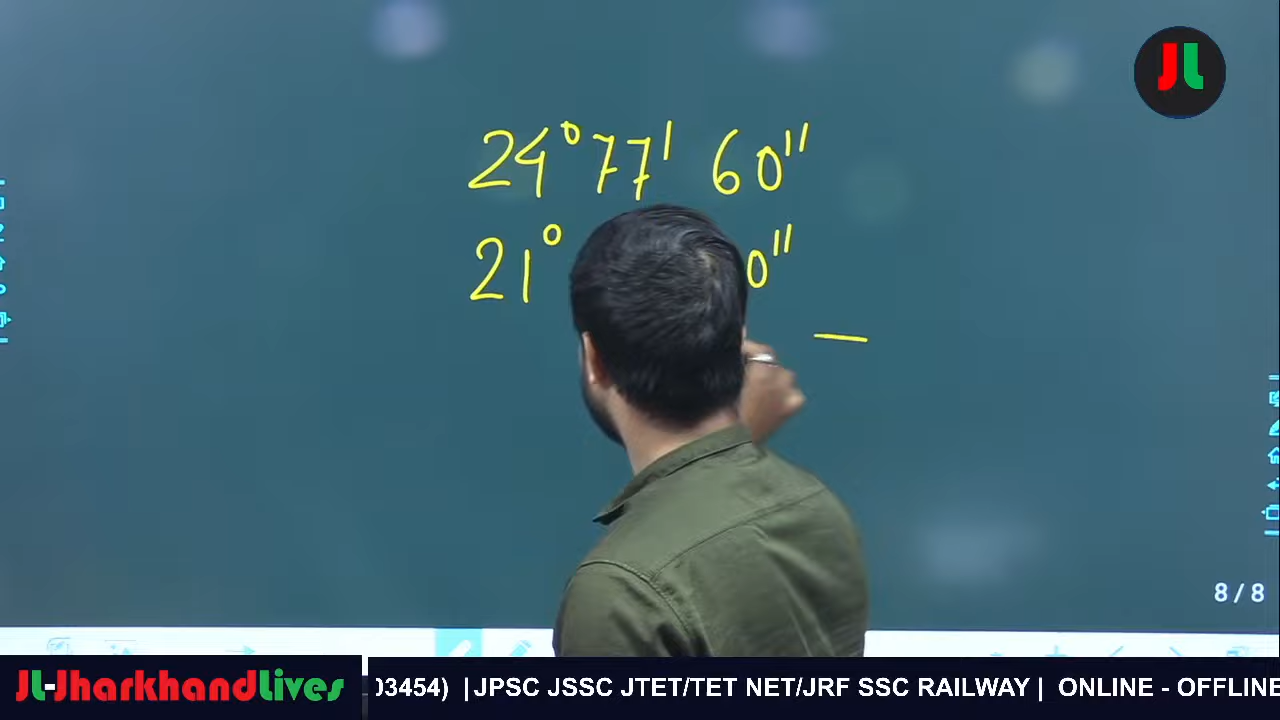 JL
24° 77' 60"
21° 0"
—
8 / 8
JL-JharkhandLives
03454) | JPSC JSSC JTET/TET NET/JRF SSC RAILWAY | ONLINE - OFFLINE